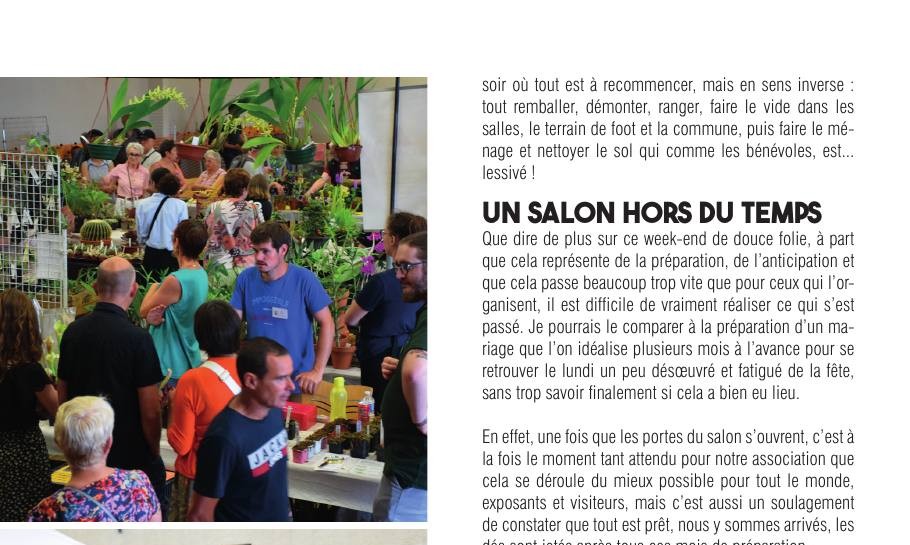 soir où tout est à recommencer, mais en sens inverse :
tout remballer, démonter, ranger, faire le vide dans les
salles, le terrain de foot et la commune, puis faire le mé-
nage et nettoyer le sol qui comme les bénévoles, est...
lessivé !
UN SALON HORS DU TEMPS
Que dire de plus sur ce week-end de douce folie, à part
que cela représente de la préparation, de l’anticipation et
que cela passe beaucoup trop vite que pour ceux qui l’or-
ganisent, il est difficile de vraiment réaliser ce qui s’est
passé. Je pourrais le comparer à la préparation d’un ma-
riage que l’on idéalise plusieurs mois à l’avance pour se
retrouver le lundi un peu désœuvré et fatigué de la fête,
sans trop savoir finalement si cela a bien eu lieu.
En effet, une fois que les portes du salon s’ouvrent, c’est à
la fois le moment tant attendu pour notre association que
cela se déroule du mieux possible pour tout le monde,
exposants et visiteurs, mais c’est aussi un soulagement
de constater que tout est prêt, nous y sommes arrivés, les
dés sont jetés après tous ces mois de préparation